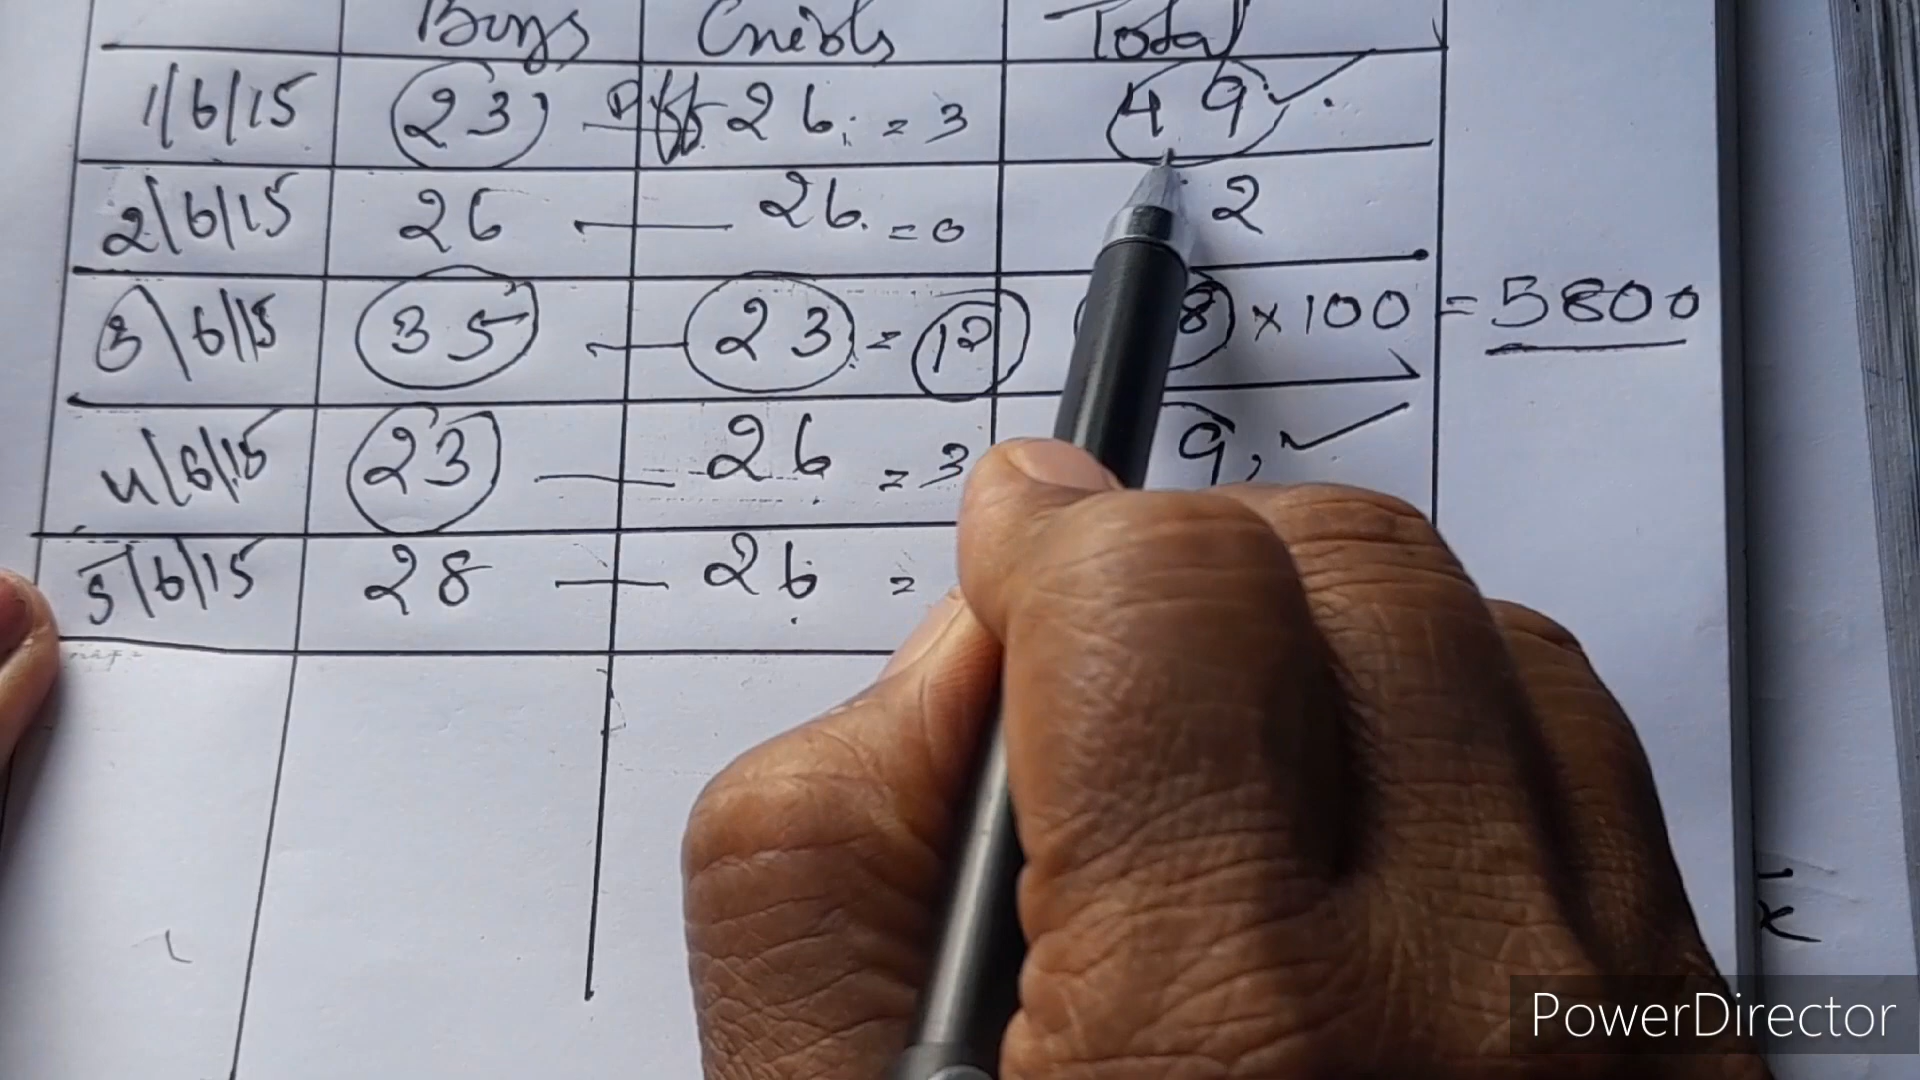 Boys Girls Total
1/6/15 23 Diff 26 = 3 49
2/6/15 26 — 26 = 0 2
3/6/15 35 — 23 = 12 8 × 100 = 5800
4/6/15 23 — 26 = 3 9
5/6/15 28 — 26 =
PowerDirector